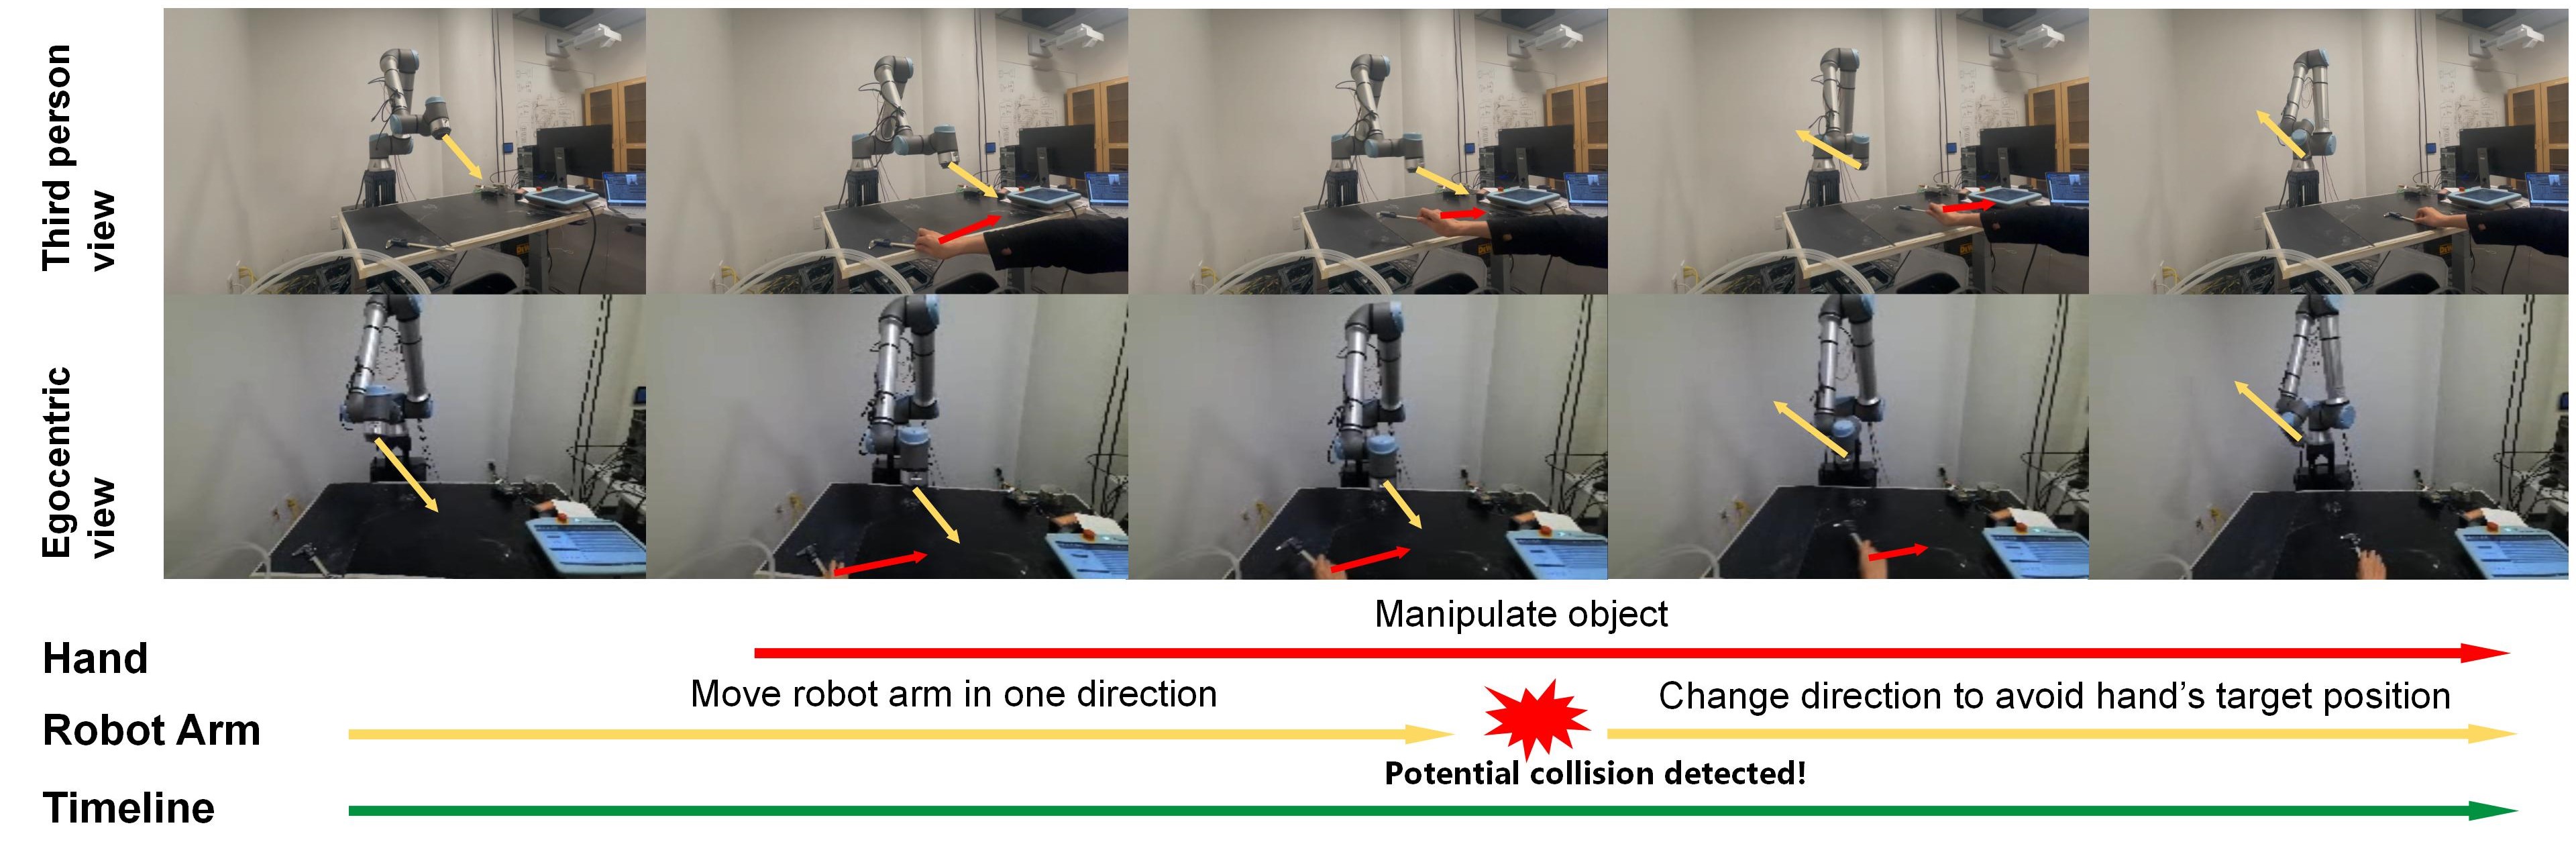 Third person
view
Egocentric
view
Manipulate object
Hand
Move robot arm in one direction
Change direction to avoid hand's target position
Robot Arm
Potential collision detected!
Timeline